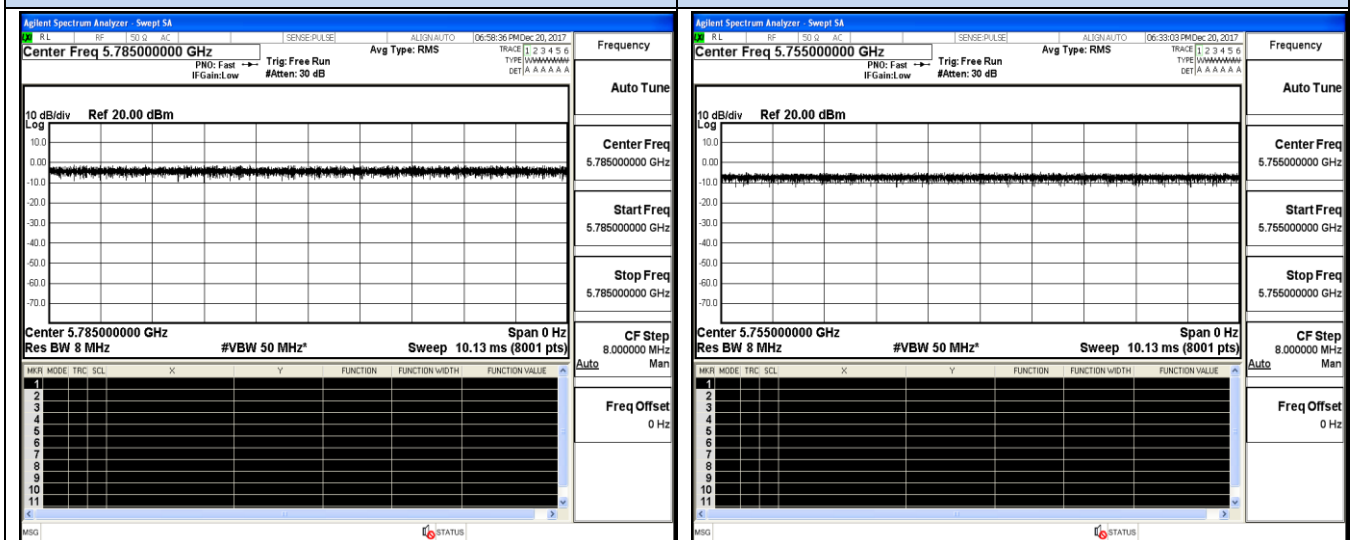 Agilent Spectrum Analyzer - Swept SA
RL RF 50 Ω AC SENSE:PULSE ALIGNAUTO 06:58:36 PM Dec 20, 2017
Center Freq 5.785000000 GHz
PNO: Fast
IFGain:Low
Trig: Free Run
#Atten: 30 dB
Avg Type: RMS
TRACE 1 2 3 4 5 6
TYPE
DET A A A A A A
Frequency
Auto Tune
10 dB/div Ref 20.00 dBm
Log
10.0
0.00
-10.0
-20.0
-30.0
-40.0
-50.0
-60.0
-70.0
Center Freq
5.785000000 GHz
Start Freq
5.785000000 GHz
Stop Freq
5.785000000 GHz
CF Step
8.000000 MHz
Auto Man
Freq Offset
0 Hz
Center 5.785000000 GHz Span 0 Hz
Res BW 8 MHz #VBW 50 MHz* Sweep 10.13 ms (8001 pts)
MKR MODE TRC SCL X Y FUNCTION FUNCTION WIDTH FUNCTION VALUE
1
2
3
4
5
6
7
8
9
10
11
MSG STATUS
Agilent Spectrum Analyzer - Swept SA
RL RF 50 Ω AC SENSE:PULSE ALIGNAUTO 06:33:03 PM Dec 20, 2017
Center Freq 5.755000000 GHz
PNO: Fast
IFGain:Low
Trig: Free Run
#Atten: 30 dB
Avg Type: RMS
TRACE 1 2 3 4 5 6
TYPE
DET A A A A A A
Frequency
Auto Tune
10 dB/div Ref 20.00 dBm
Log
10.0
0.00
-10.0
-20.0
-30.0
-40.0
-50.0
-60.0
-70.0
Center Freq
5.755000000 GHz
Start Freq
5.755000000 GHz
Stop Freq
5.755000000 GHz
CF Step
8.000000 MHz
Auto Man
Freq Offset
0 Hz
Center 5.755000000 GHz Span 0 Hz
Res BW 8 MHz #VBW 50 MHz* Sweep 10.13 ms (8001 pts)
MKR MODE TRC SCL X Y FUNCTION FUNCTION WIDTH FUNCTION VALUE
1
2
3
4
5
6
7
8
9
10
11
MSG STATUS